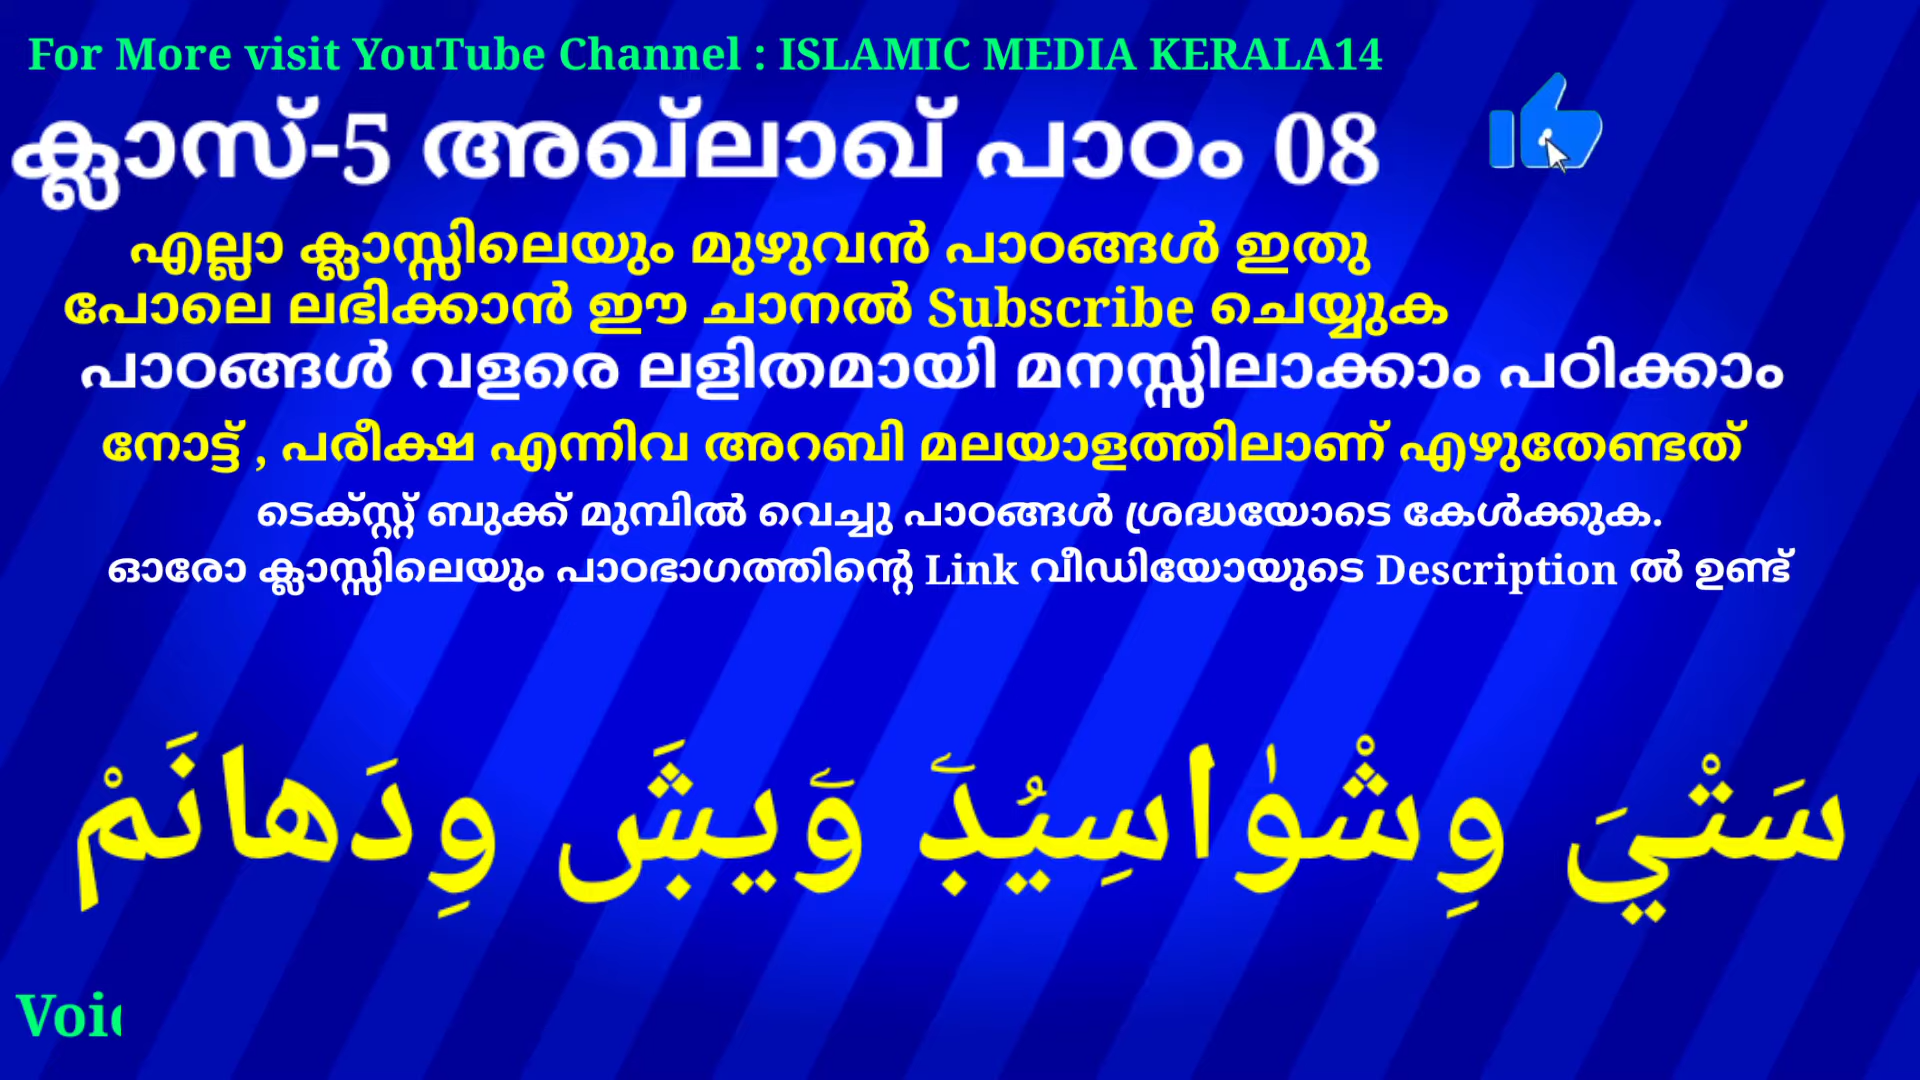 For More visit YouTube Channel : ISLAMIC MEDIA KERALA14
ക്ലാസ്-5 അഖ്‌ലാഖ് പാഠം 08
എല്ലാ ക്ലാസ്സിലെയും മുഴുവൻ പാഠങ്ങൾ ഇതു
പോലെ ലഭിക്കാൻ ഈ ചാനൽ Subscribe ചെയ്യുക
പാഠങ്ങൾ വളരെ ലളിതമായി മനസ്സിലാക്കാം പഠിക്കാം
നോട്ട് , പരീക്ഷ എന്നിവ അറബി മലയാളത്തിലാണ് എഴുതേണ്ടത്
ടെക്സ്റ്റ് ബുക്ക് മുമ്പിൽ വെച്ചു പാഠങ്ങൾ ശ്രദ്ധയോടെ കേൾക്കുക.
ഓരോ ക്ലാസ്സിലെയും പാഠഭാഗത്തിന്റെ Link വീഡിയോയുടെ Description ൽ ഉണ്ട്
سَتْيَ وِشْوٰاسِيُدٜبَ وٜيشَ وِدَهانَمْ
Voic